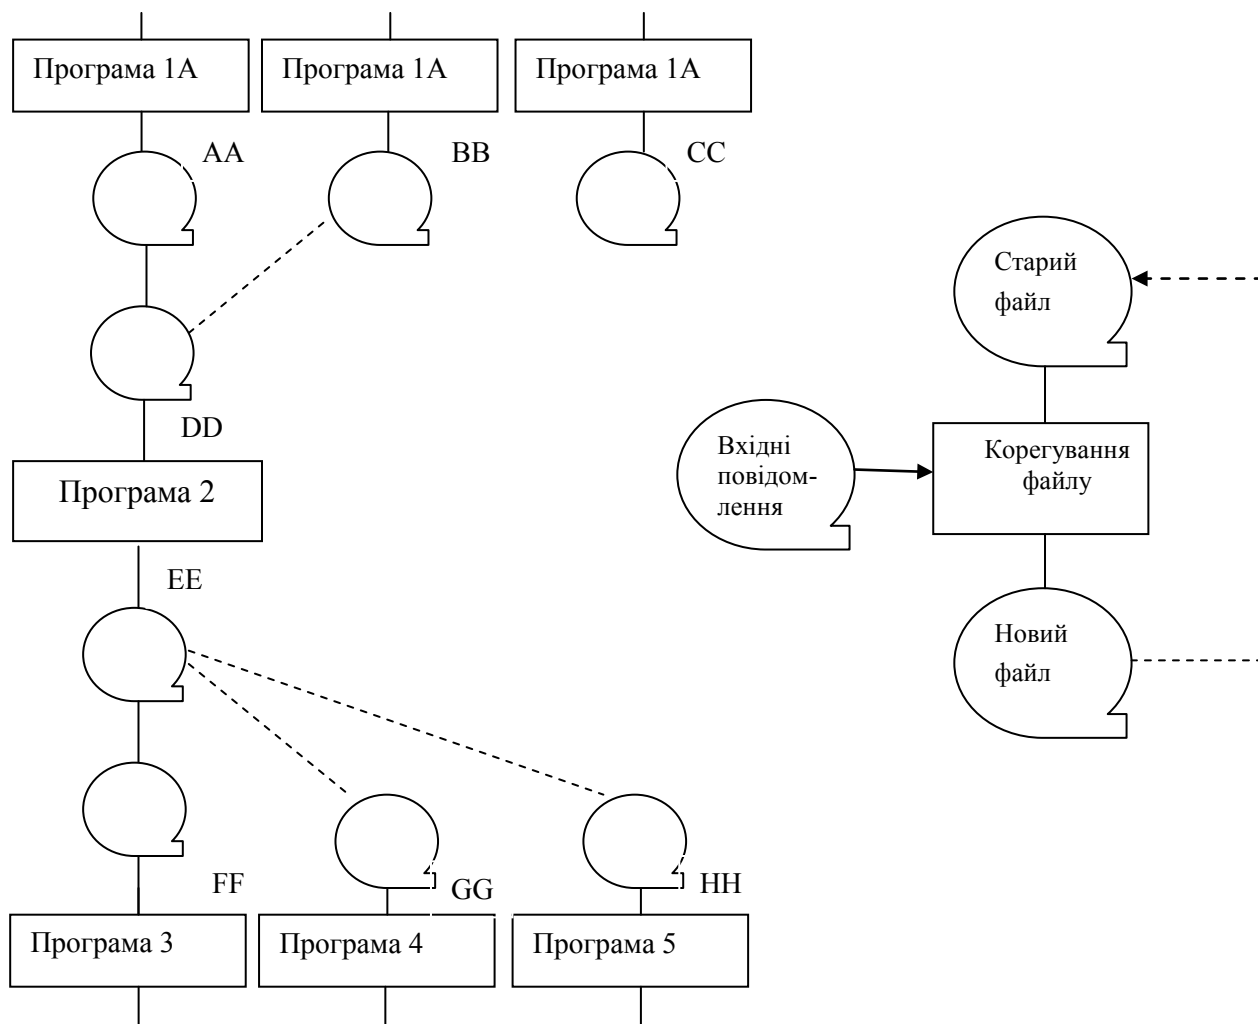 Програма 1А
Програма 1А
Програма 1А
АА
ВВ
СС
DD
Програма 2
ЕЕ
FF
GG
НН
Програма 3
Програма 4
Програма 5
Старий
файл
Вхідні
повідом-
лення
Корегування
файлу
Новий
файл